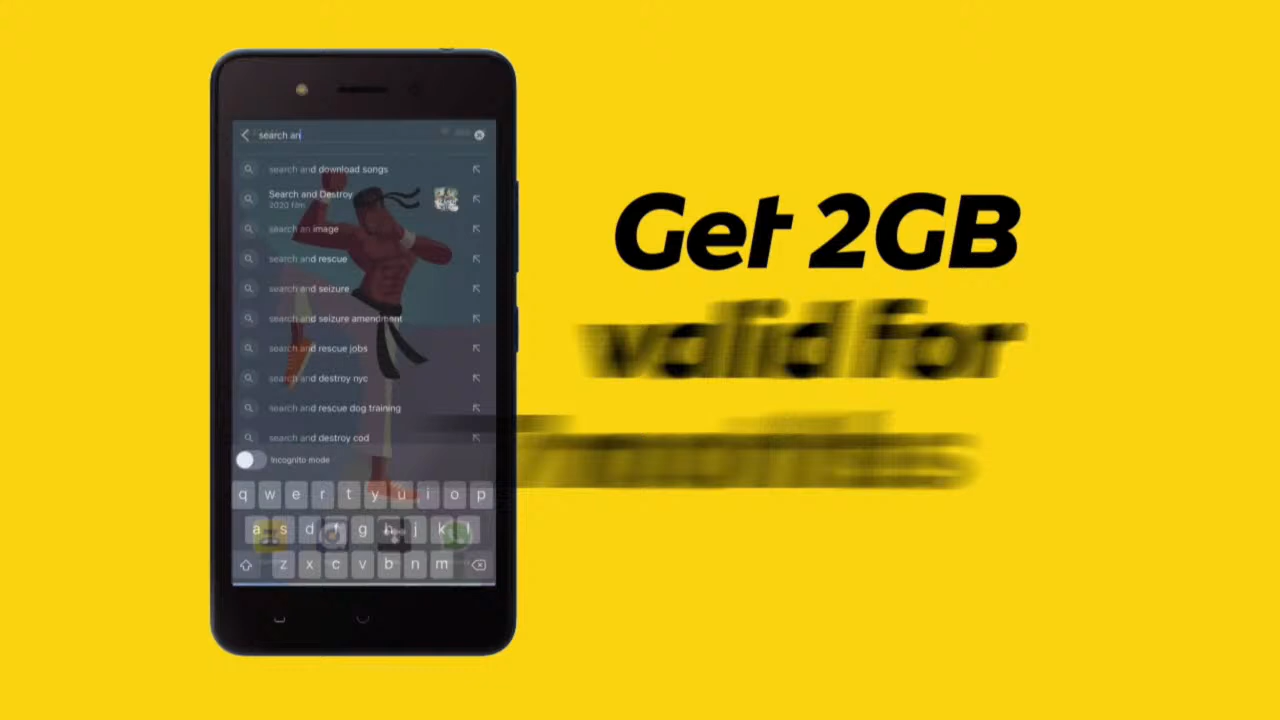 search an
search and download songs
Search and Destroy
2020 film
search an image
search and rescue
search and seizure
search and seizure amendment
search and rescue jobs
search and destroy nyc
search and rescue dog training
search and destroy cod
Incognito mode
q w e r t y u i o p
a s d f g h j k l
z x c v b n m
Get 2GB
valid for